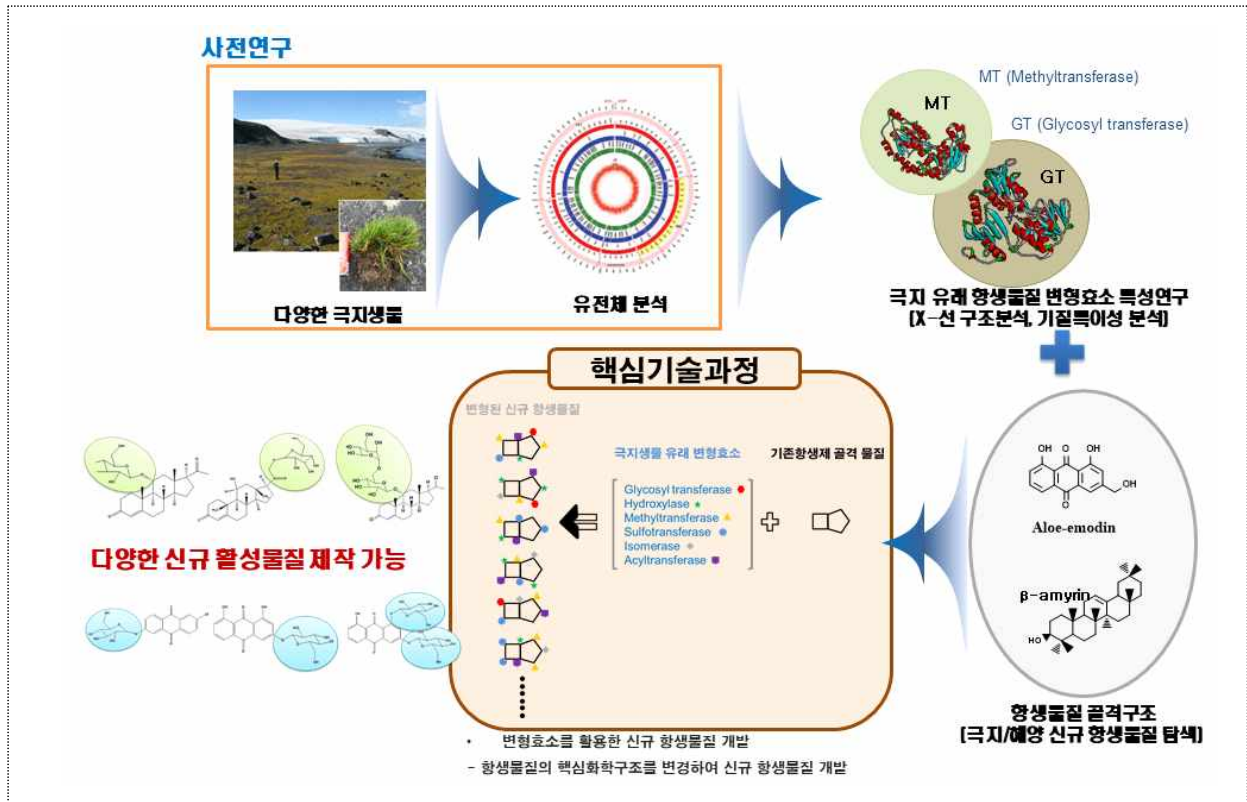 사전연구
다양한 극지생물
유전체 분석
MT (Methyltransferase)
MT
GT (Glycosyl transferase)
GT
극지 유래 항생물질 변형효소 특성연구
(X-선 구조분석, 기질특이성 분석)
핵심기술과정
변형된 신규 항생물질
극지생물 유래 변형효소
기존항생제 골격 물질
Glycosyl transferase
Hydroxylase
Methyltransferase
Sulfotransferase
Isomerase
Acyltransferase
다양한 신규 활성물질 제작 가능
OH
O
OH
OH
O
Aloe-emodin
β-amyrin
HO
항생물질 골격구조
(극지/해양 신규 항생물질 탐색)
• 변형효소를 활용한 신규 항생물질 개발
- 항생물질의 핵심화학구조를 변경하여 신규 항생물질 개발